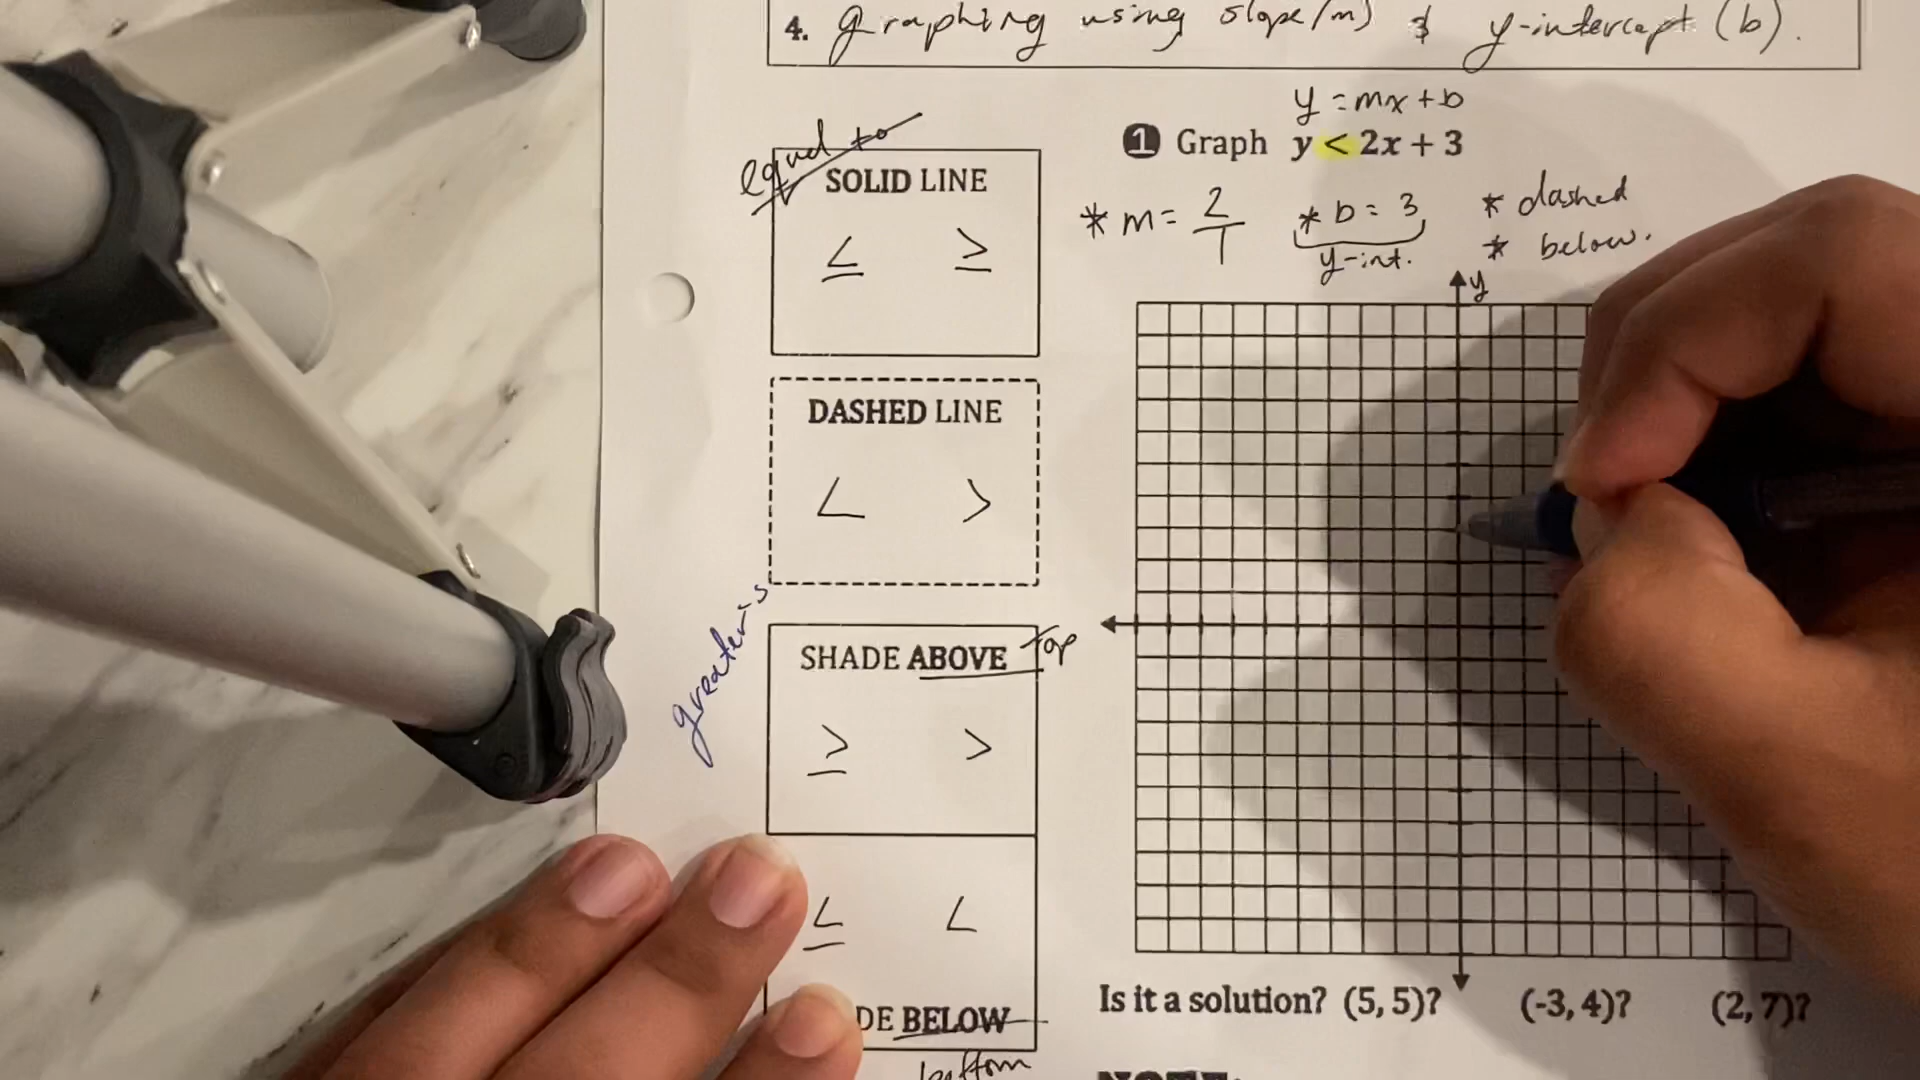 4. graphing using slope (m) & y-intercept (b).
y = mx + b
1 Graph y < 2x + 3
* m = 2/1 * b = 3 * dashed
y-int. * below.
y
equal to
SOLID LINE
≤ ≥
DASHED LINE
< >
greater is
SHADE ABOVE top
≥ >
≤ <
DE BELOW
bottom
Is it a solution? (5, 5)? (-3, 4)? (2, 7)?